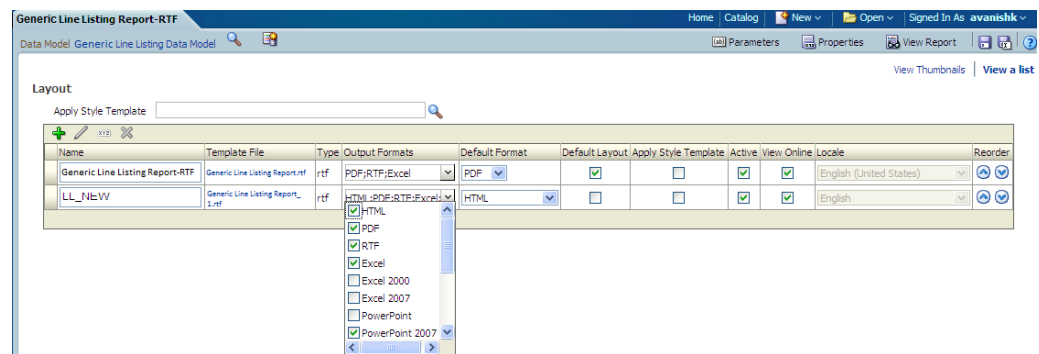 Generic Line Listing Report-RTF Home Catalog New Open Signed In As avanishk
Data Model Generic Line Listing Data Model Parameters Properties View Report
View Thumbnails View a list
Layout
Apply Style Template
Name Template File Type Output Formats Default Format Default Layout Apply Style Template Active View Online Locale Reorder
Generic Line Listing Report-RTF Generic Line Listing Report.rtf rtf PDF;RTF;Excel PDF English (United States)
LL_NEW Generic Line Listing Report_ 1.rtf rtf HTML;PDF;RTF;Excel; HTML English
HTML
PDF
RTF
Excel
Excel 2000
Excel 2007
PowerPoint
PowerPoint 2007